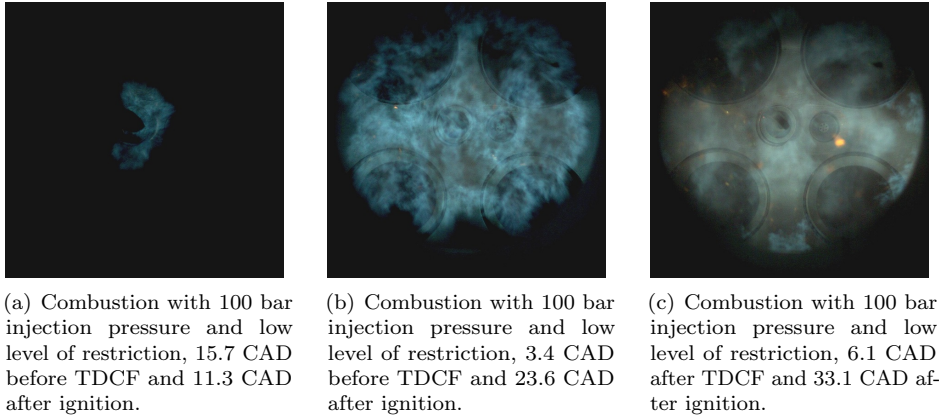 (a) Combustion with 100 bar
injection pressure and low
level of restriction, 15.7 CAD
before TDCF and 11.3 CAD
after ignition.
(b) Combustion with 100 bar
injection pressure and low
level of restriction, 3.4 CAD
before TDCF and 23.6 CAD
after ignition.
(c) Combustion with 100 bar
injection pressure and low
level of restriction, 6.1 CAD
after TDCF and 33.1 CAD af-
ter ignition.